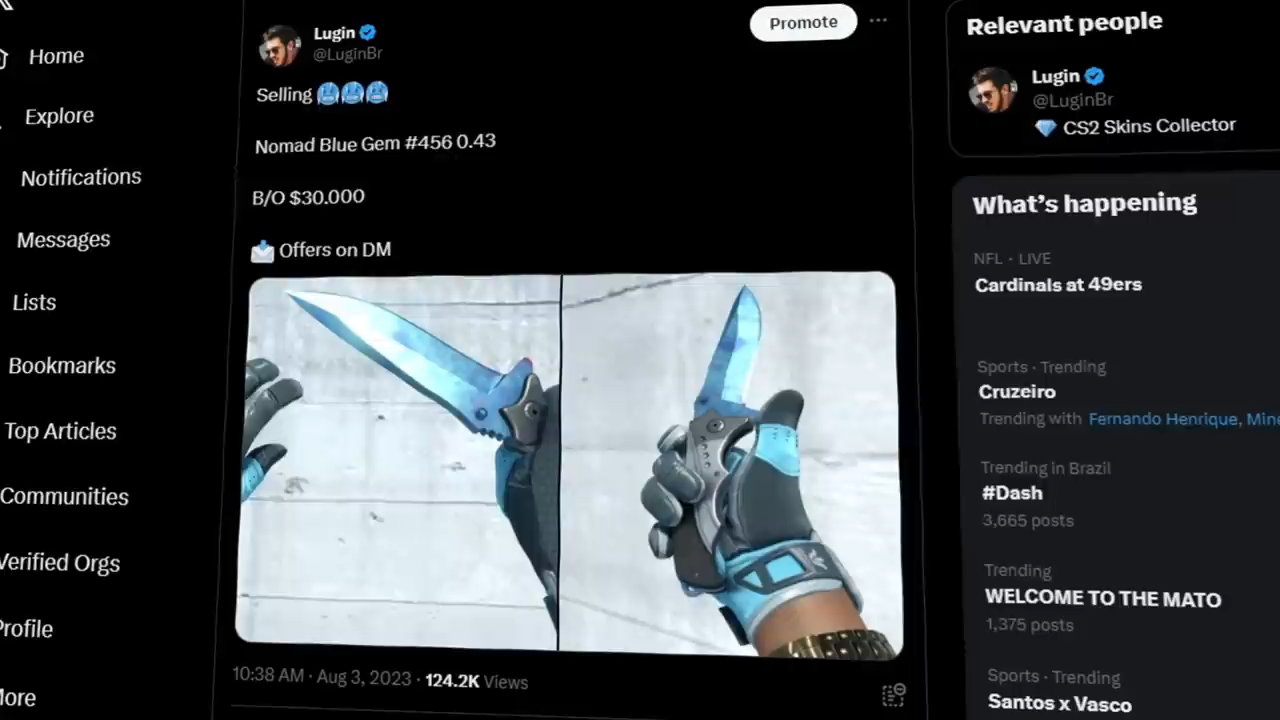 Home
Explore
Notifications
Messages
Lists
Bookmarks
Top Articles
Communities
Verified Orgs
Profile
More
Lugin
@LuginBr
Promote
Selling 🥶🥶🥶
Nomad Blue Gem #456 0.43
B/O $30.000
📩 Offers on DM
10:38 AM · Aug 3, 2023 · 124.2K Views
Relevant people
Lugin
@LuginBr
💎 CS2 Skins Collector
What's happening
NFL · LIVE
Cardinals at 49ers
Sports · Trending
Cruzeiro
Trending with Fernando Henrique,
Trending in Brazil
#Dash
3,665 posts
Trending
WELCOME TO THE MATO
1,375 posts
Sports · Trending
Santos x Vasco